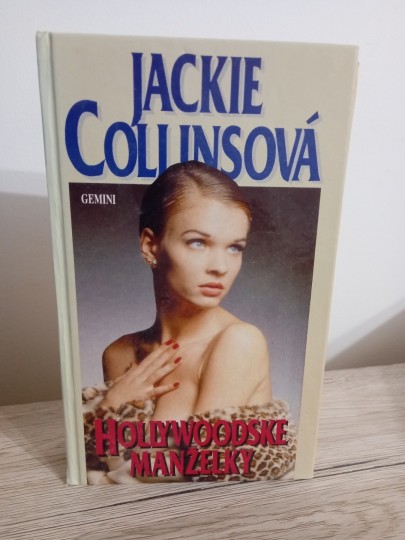 JACKIE
COLLINSOVÁ
GEMINI
HOLLYWOODSKE
MANŽELKY